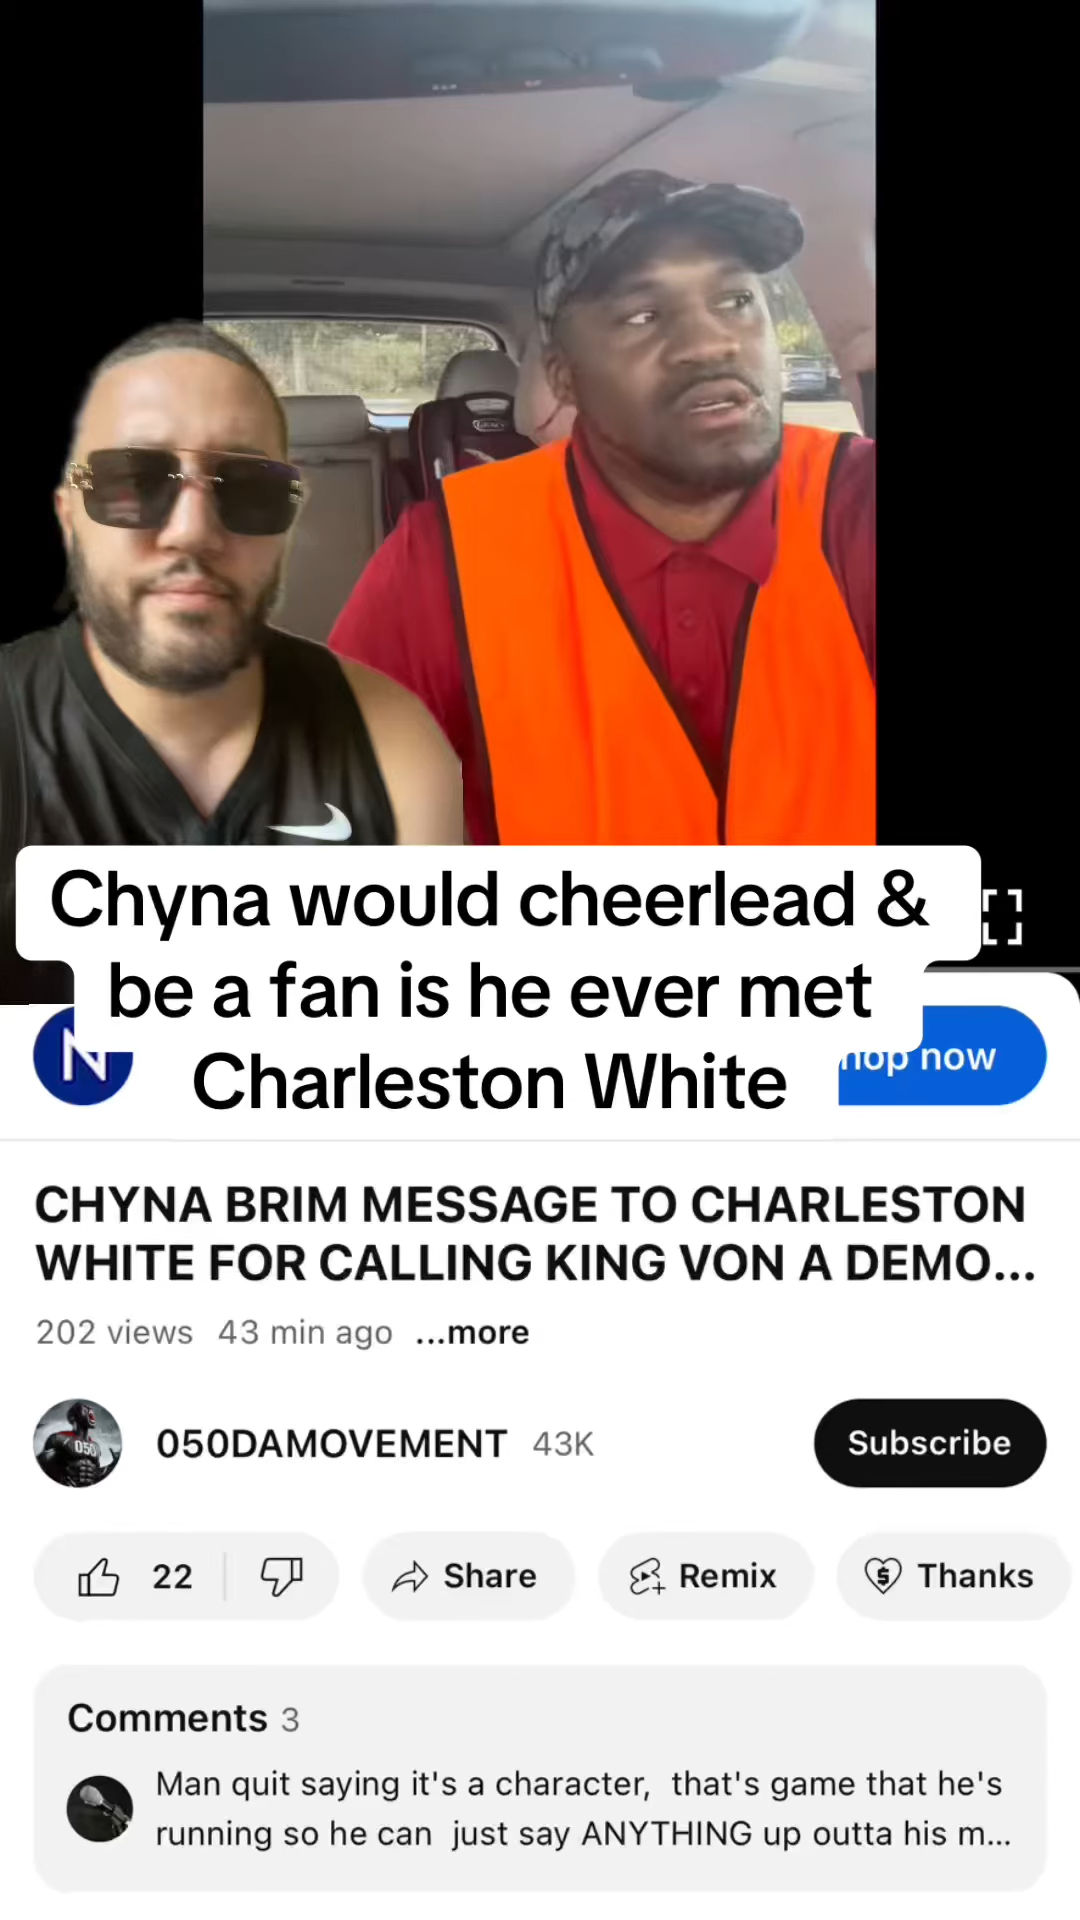 Chyna would cheerlead &
be a fan is he ever met
Charleston White
N
hop now
CHYNA BRIM MESSAGE TO CHARLESTON
WHITE FOR CALLING KING VON A DEMO...
202 views 43 min ago ...more
050
050DAMOVEMENT 43K
Subscribe
22
Share
Remix
Thanks
Comments 3
Man quit saying it's a character, that's game that he's
running so he can just say ANYTHING up outta his m...